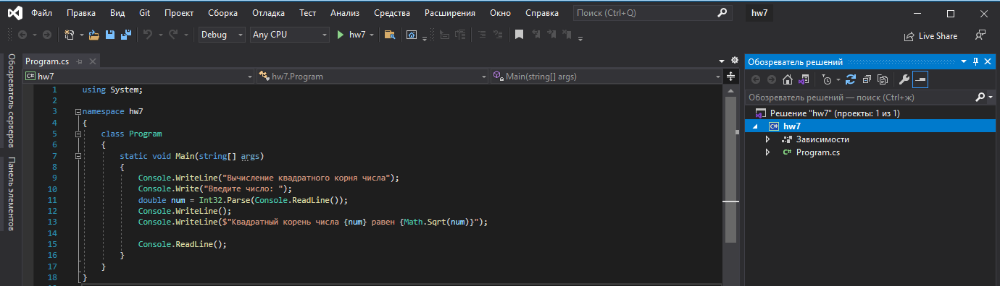 Файл Правка Вид Git Проект Сборка Отладка Тест Анализ Средства Расширения Окно Справка Поиск (Ctrl+Q) hw7
Debug Any CPU hw7 Live Share
Обозреватель серверов
Панель элементов
Program.cs
hw7 hw7.Program Main(string[] args)
1 using System;
2
3 namespace hw7
4 {
5 class Program
6 {
7 static void Main(string[] args)
8 {
9 Console.WriteLine("Вычисление квадратного корня числа");
10 Console.Write("Введите число: ");
11 double num = Int32.Parse(Console.ReadLine());
12 Console.WriteLine();
13 Console.WriteLine($"Квадратный корень числа {num} равен {Math.Sqrt(num)}");
14
15 Console.ReadLine();
16 }
17 }
18 }
Обозреватель решений
Обозреватель решений — поиск (Ctrl+ж)
Решение "hw7" (проекты: 1 из 1)
C# hw7
Зависимости
C# Program.cs